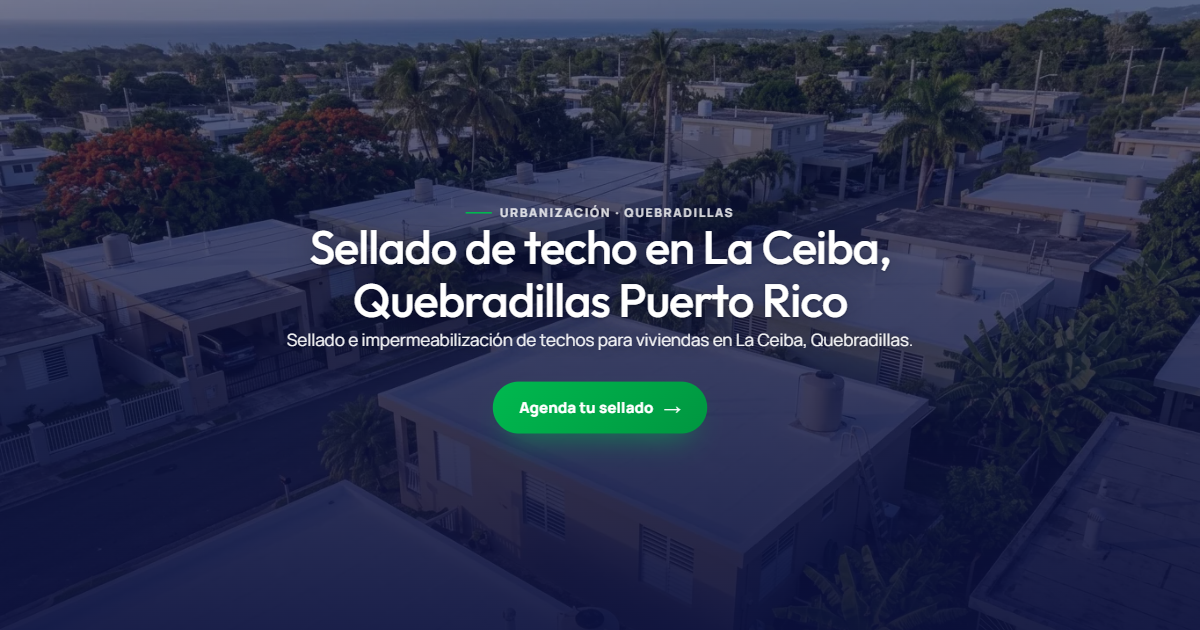 URBANIZACIÓN · QUEBRADILLAS
Sellado de techo en La Ceiba,
Quebradillas Puerto Rico
Sellado e impermeabilización de techos para viviendas en La Ceiba, Quebradillas.
Agenda tu sellado →